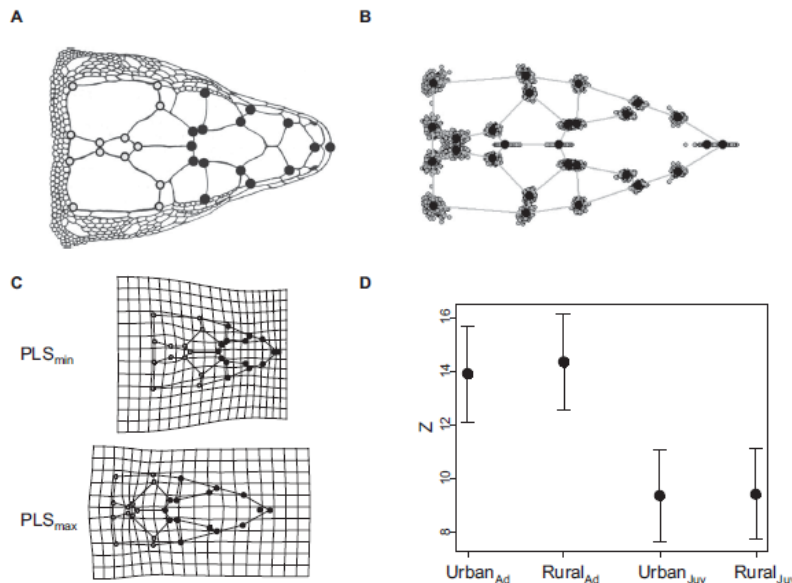 A
B
C
PLSmin
PLSmax
D
Z
16
14
12
10
8
UrbanAd
RuralAd
UrbanJuv
RuralJuv